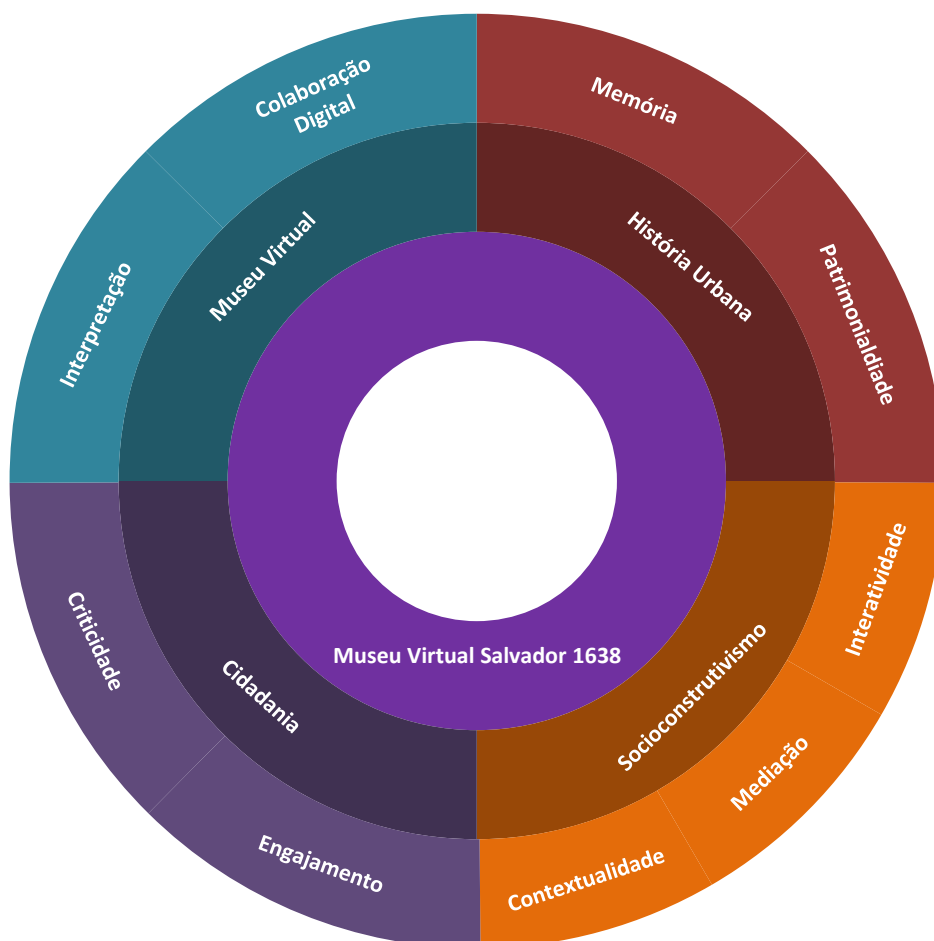 Colaboração
Digital
Memória
Museu Virtual
História Urbana
Interpretação
Patrimonialdiade
Museu Virtual Salvador 1638
Criticidade
Cidadania
Socioconstrutivismo
Interatividade
Mediação
Engajamento
Contextualidade